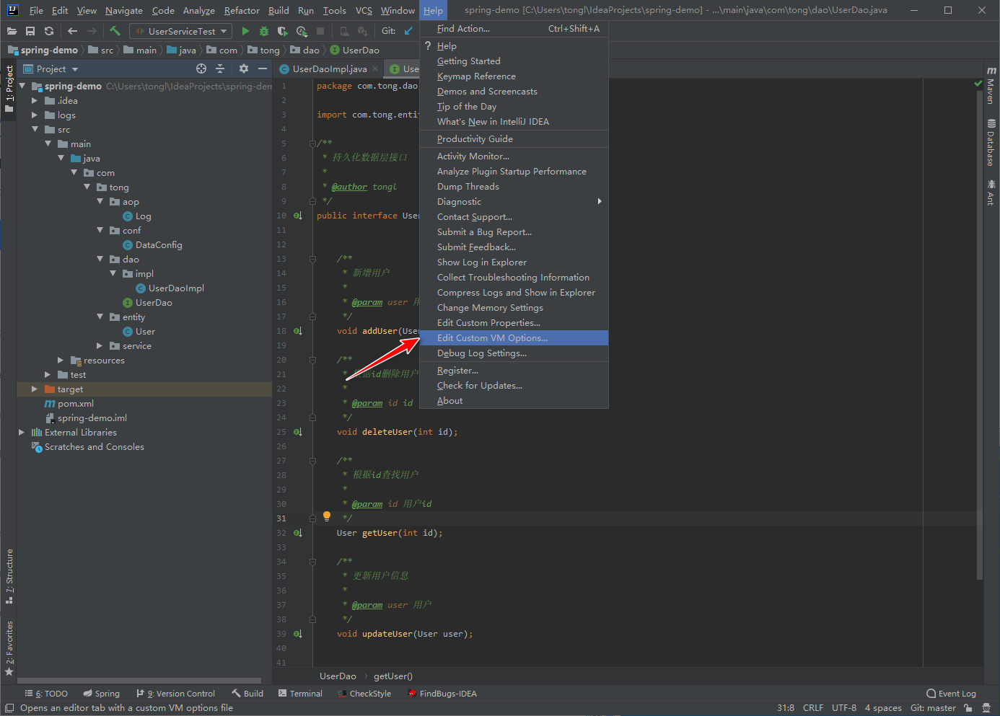 File Edit View Navigate Code Analyze Refactor Build Run Tools VCS Window Help spring-demo [C:\Users\tongl\IdeaProjects\spring-demo] - ...\main\java\com\tong\dao\UserDao.java
UserServiceTest Git:
spring-demo src main java com tong dao UserDao
Project
UserDaoImpl.java
Use
1: Project
7: Structure
2: Favorites
spring-demo C:\Users\tongl\IdeaProjects\spring-dem
.idea
logs
src
main
java
com
tong
aop
Log
conf
DataConfig
dao
impl
UserDaoImpl
UserDao
entity
User
service
resources
test
target
pom.xml
spring-demo.iml
External Libraries
Scratches and Consoles
1 package com.tong.dao
2
3 import com.tong.enti
4
5 /**
6 * 持久化数据层接口
7 *
8 * @author tongl
9 */
10 public interface User
11
12
13 /**
14 * 新增用户
15 *
16 * @param user 用
17 */
18 void addUser(User
19
20 /**
21 * 根据id删除用户
22 *
23 * @param id id
24 */
25 void deleteUser(int id);
26
27 /**
28 * 根据id查找用户
29 *
30 * @param id 用户id
31 */
32 User getUser(int id);
33
34 /**
35 * 更新用户信息
36 *
37 * @param user 用户
38 */
39 void updateUser(User user);
40
41
Find Action... Ctrl+Shift+A
? Help
Getting Started
Keymap Reference
Demos and Screencasts
Tip of the Day
What's New in IntelliJ IDEA
Productivity Guide
Activity Monitor...
Analyze Plugin Startup Performance
Dump Threads
Diagnostic
Contact Support...
Submit a Bug Report...
Submit Feedback...
Show Log in Explorer
Collect Troubleshooting Information
Compress Logs and Show in Explorer
Change Memory Settings
Edit Custom Properties...
Edit Custom VM Options...
Debug Log Settings...
Register...
Check for Updates...
About
m Maven
Database
Ant
UserDao getUser()
6: TODO Spring 9: Version Control Build Terminal CheckStyle FindBugs-IDEA Event Log
Opens an editor tab with a custom VM options file 31:8 CRLF UTF-8 4 spaces Git: master